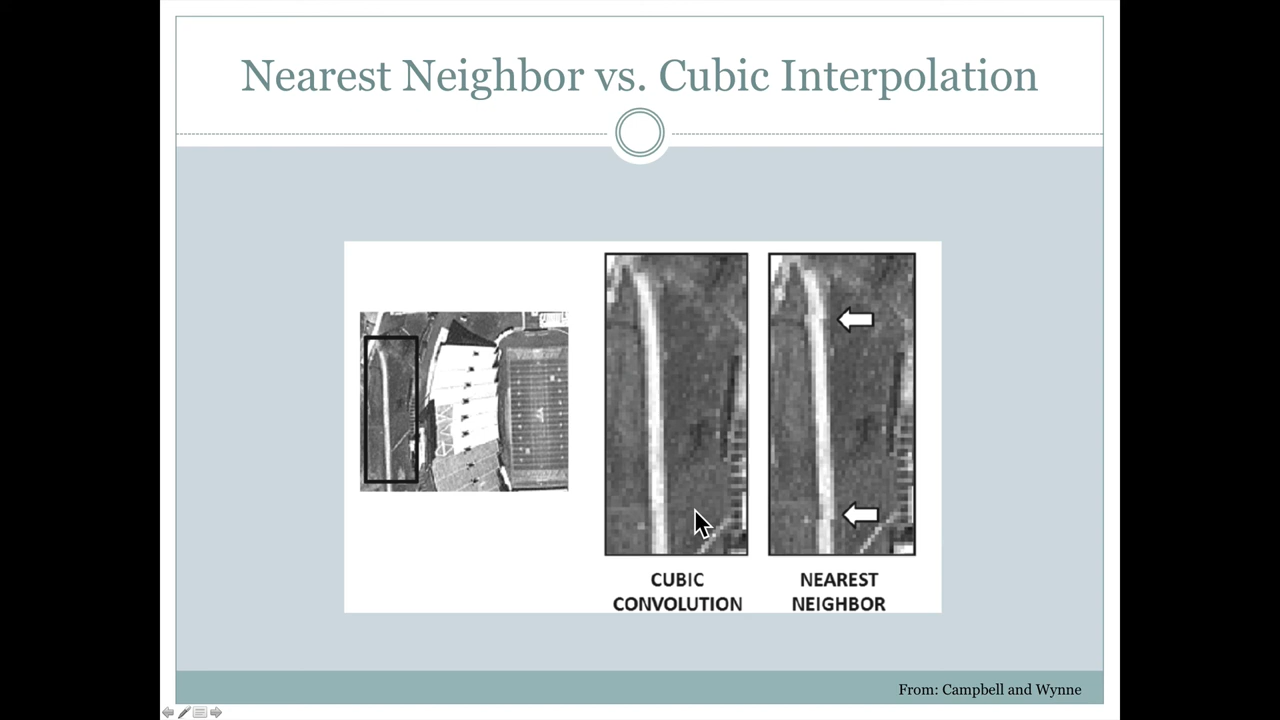 Nearest Neighbor vs. Cubic Interpolation
CUBIC
CONVOLUTION
NEAREST
NEIGHBOR
From: Campbell and Wynne